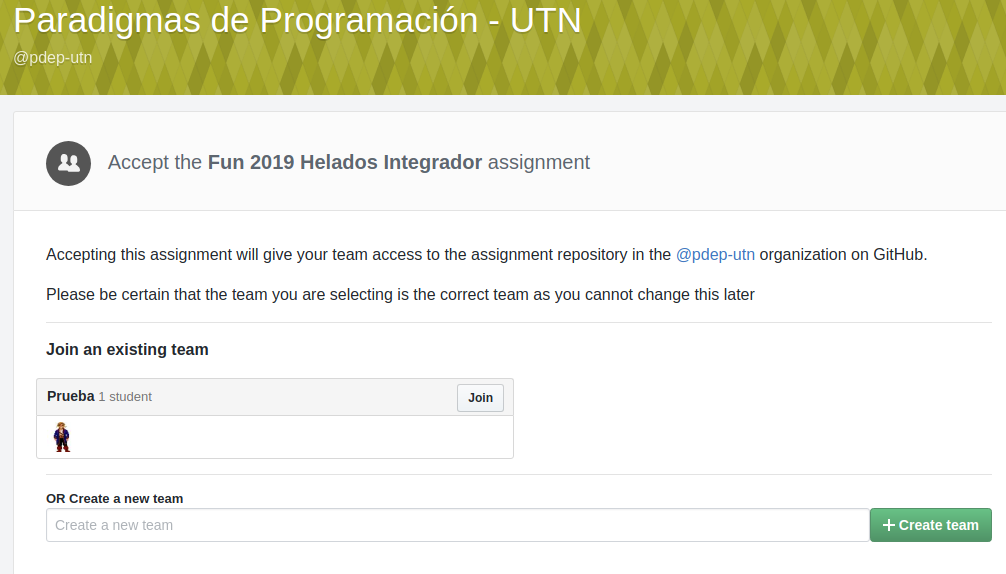 Paradigmas de Programación - UTN
@pdep-utn
Accept the Fun 2019 Helados Integrador assignment
Accepting this assignment will give your team access to the assignment repository in the @pdep-utn organization on GitHub.
Please be certain that the team you are selecting is the correct team as you cannot change this later
Join an existing team
Prueba 1 student
Join
OR Create a new team
Create a new team
+ Create team